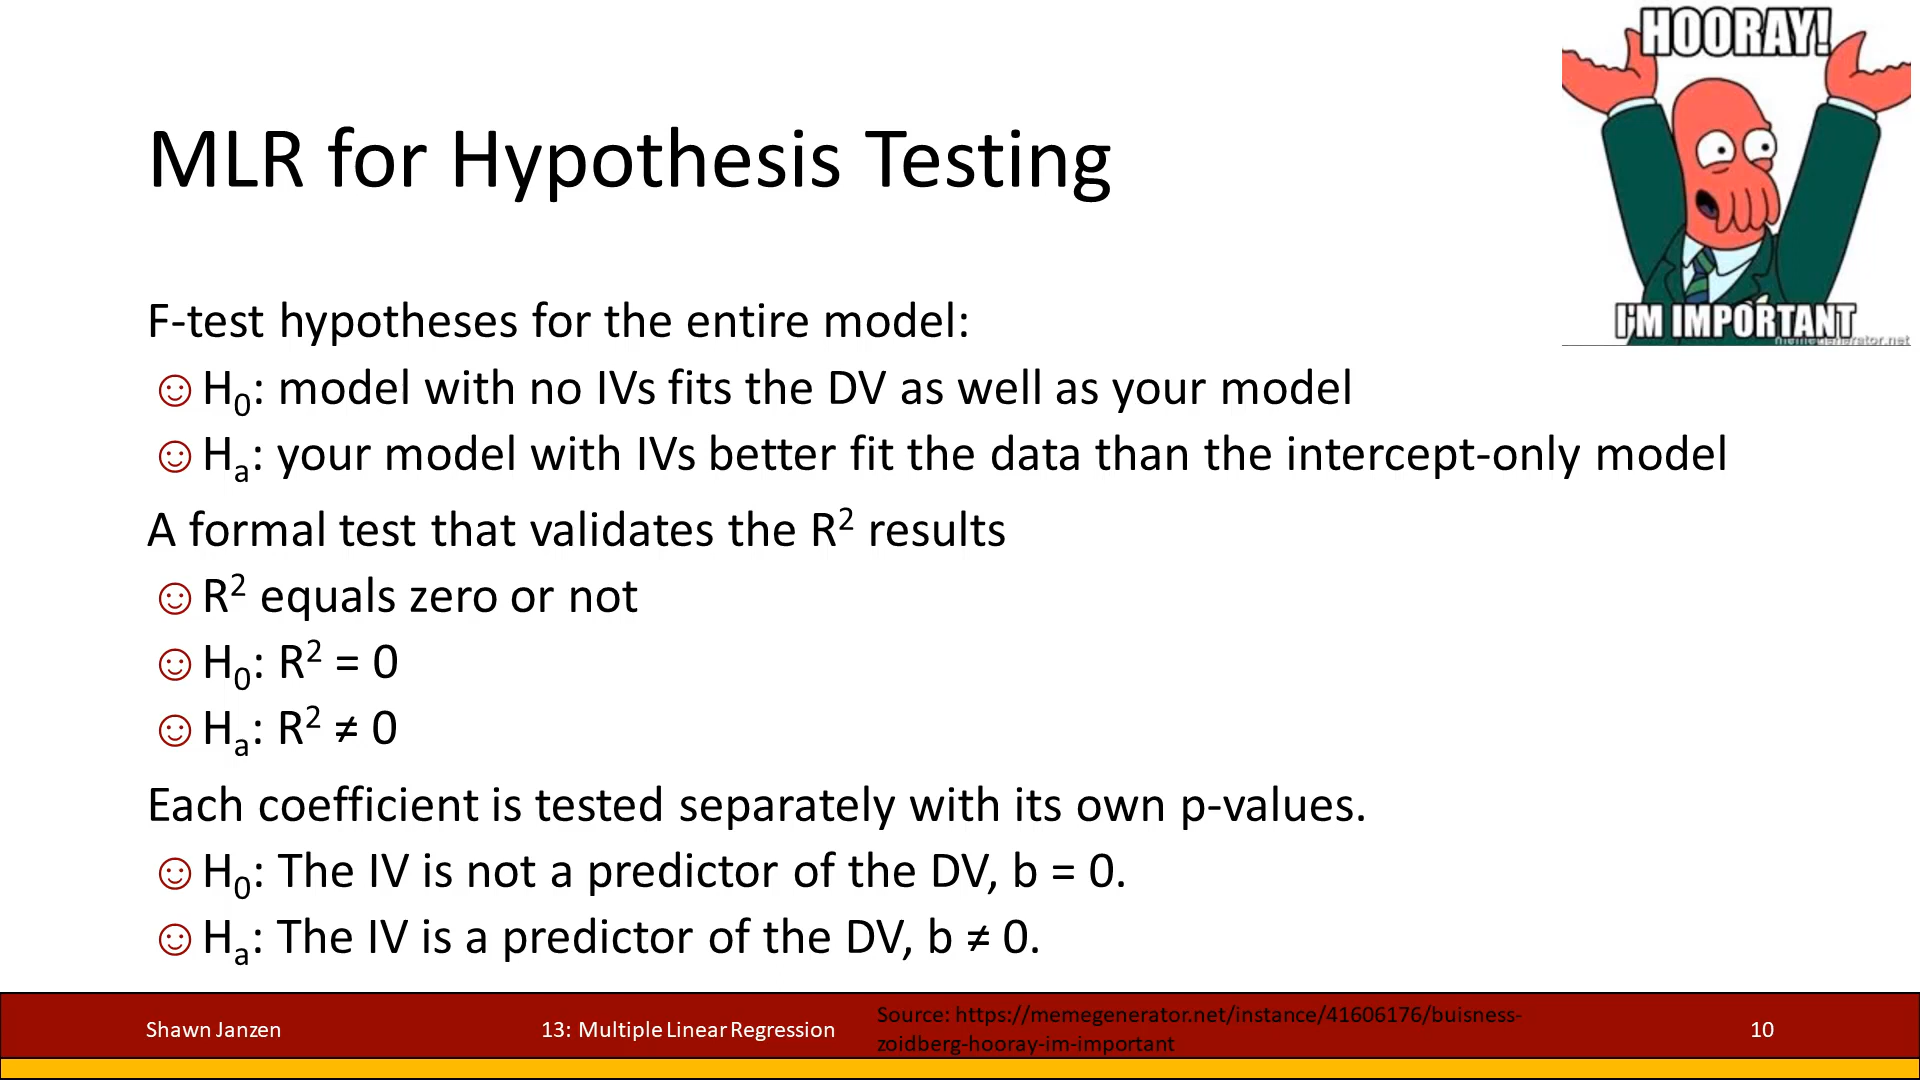 HOORAY!
I'M IMPORTANT
memegenerator.net
MLR for Hypothesis Testing
F-test hypotheses for the entire model:
☺H₀: model with no IVs fits the DV as well as your model
☺Hₐ: your model with IVs better fit the data than the intercept-only model
A formal test that validates the R² results
☺R² equals zero or not
☺H₀: R² = 0
☺Hₐ: R² ≠ 0
Each coefficient is tested separately with its own p-values.
☺H₀: The IV is not a predictor of the DV, b = 0.
☺Hₐ: The IV is a predictor of the DV, b ≠ 0.
Shawn Janzen
13: Multiple Linear Regression
Source: https://memegenerator.net/instance/41606176/buisness-
zoidberg-hooray-im-important
10